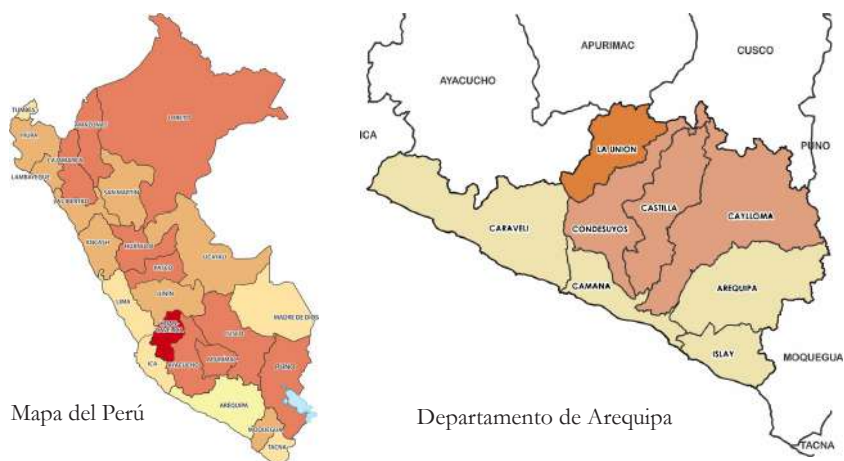 TUMBES
PIURA
LAMBAYEQUE
CAJAMARCA
AMAZONAS
LORETO
SAN MARTIN
LA LIBERTAD
ANCASH
HUANUCO
PASCO
UCAYALI
LIMA
JUNIN
MADRE DE DIOS
CUSCO
ICA
AYACUCHO
APURIMAC
PUNO
AREQUIPA
MOQUEGUA
TACNA
Mapa del Perú
APURIMAC
CUSCO
AYACUCHO
ICA
PUNO
LA UNION
CASTILLA
CAYLLOMA
CONDESUYOS
CARAVELI
CAMANA
AREQUIPA
ISLAY
MOQUEGUA
TACNA
Departamento de Arequipa